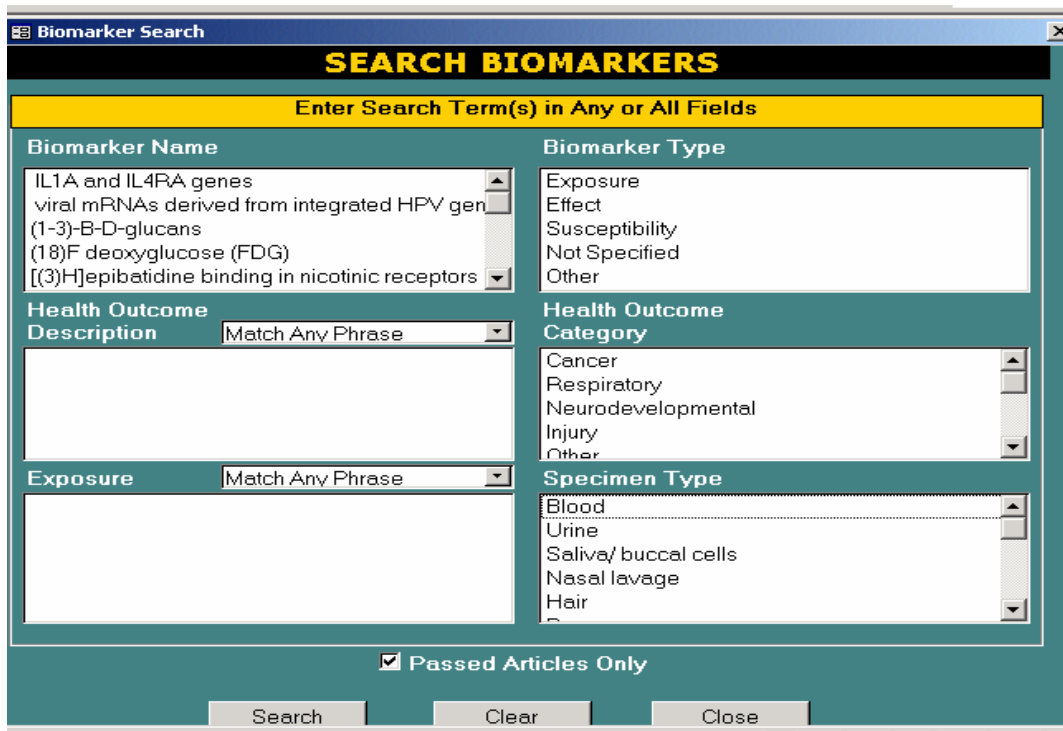 Biomarker Search
SEARCH BIOMARKERS
Enter Search Term(s) in Any or All Fields
Biomarker Name
IL1A and IL4RA genes
viral mRNAs derived from integrated HPV gen
(1-3)-B-D-glucans
(18)F deoxyglucose (FDG)
[(3)H]epibatidine binding in nicotinic receptors
Biomarker Type
Exposure
Effect
Susceptibility
Not Specified
Other
Health Outcome
Description
Match Any Phrase
Health Outcome
Category
Cancer
Respiratory
Neurodevelopmental
Injury
Other
Exposure
Match Any Phrase
Specimen Type
Blood
Urine
Saliva/ buccal cells
Nasal lavage
Hair
Passed Articles Only
Search
Clear
Close